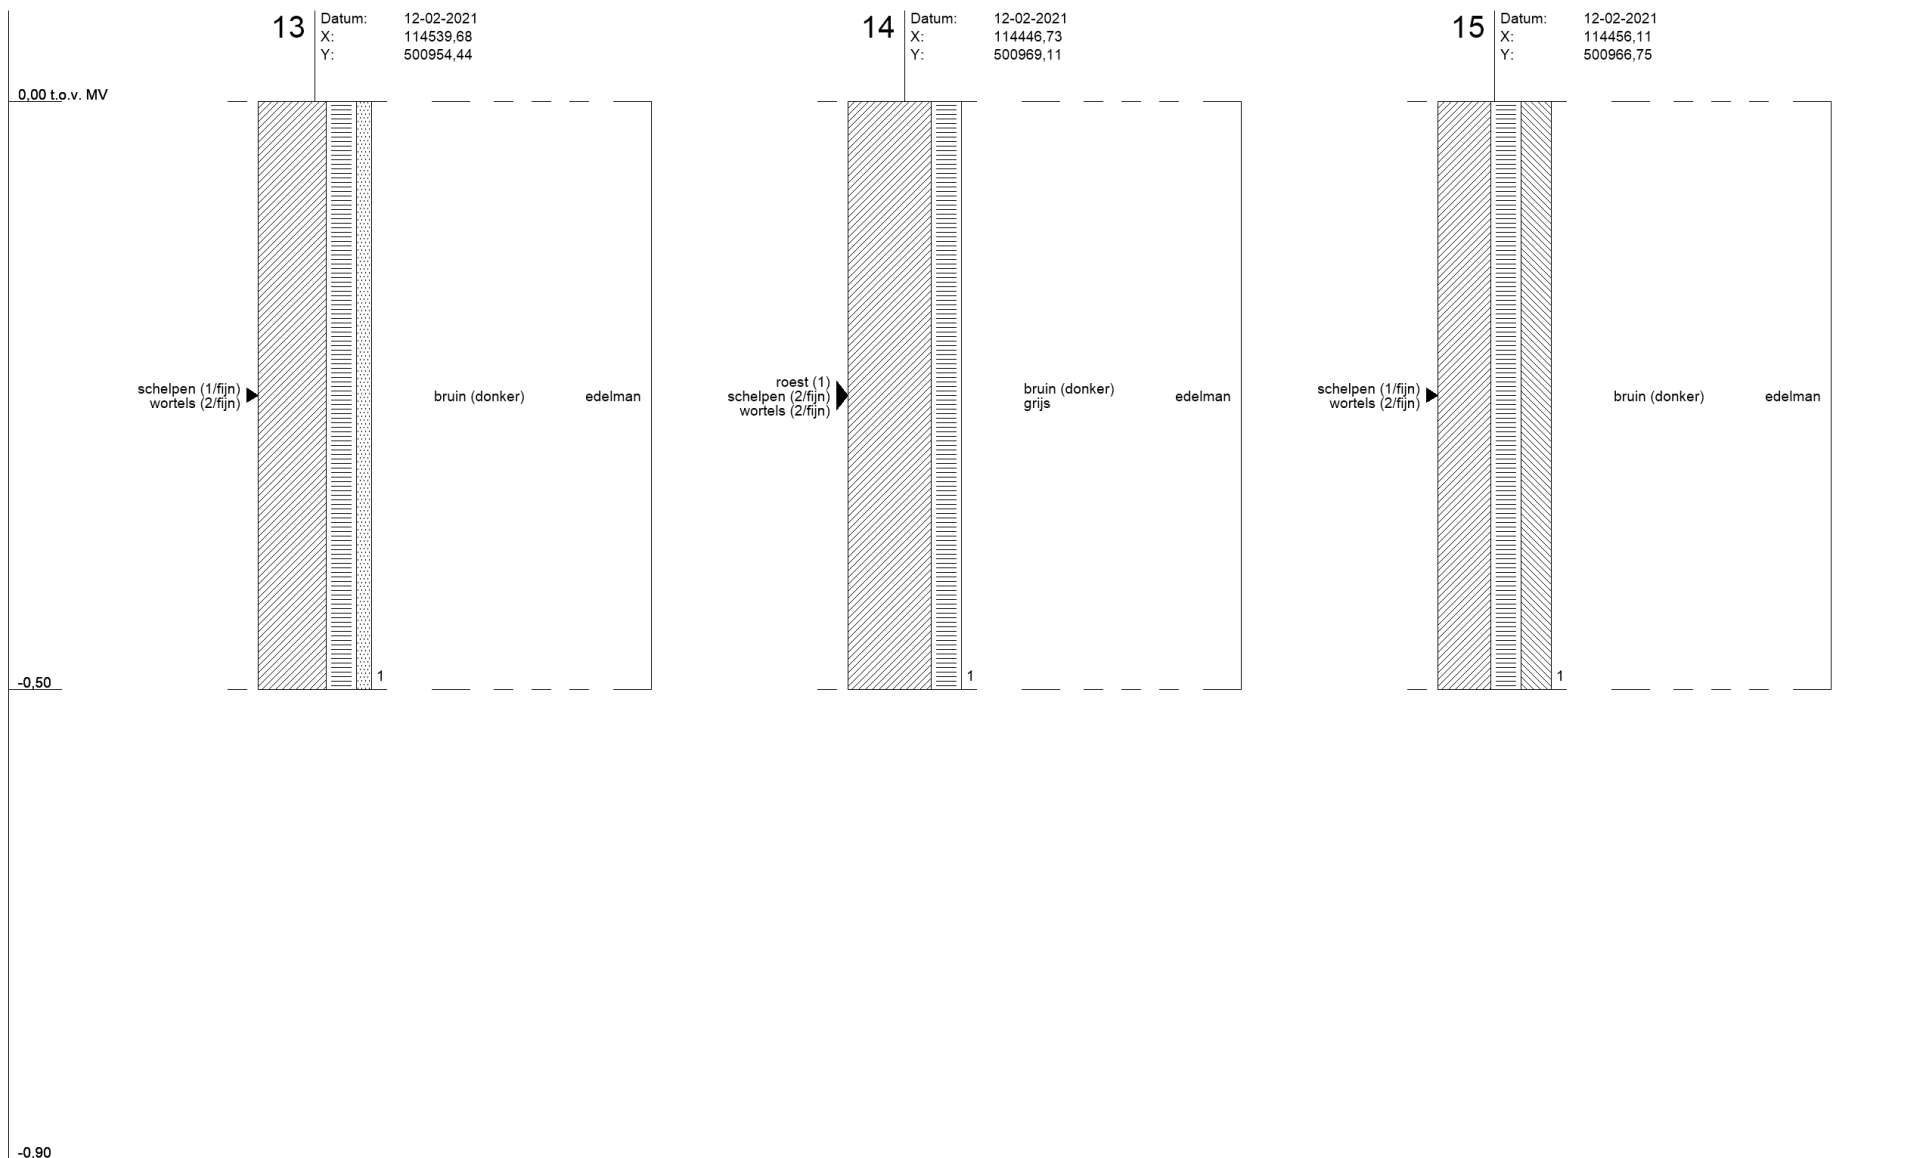 13
Datum: 12-02-2021
X: 114539,68
Y: 500954,44
14
Datum: 12-02-2021
X: 114446,73
Y: 500969,11
15
Datum: 12-02-2021
X: 114456,11
Y: 500966,75
0,00 t.o.v. MV
schelpen (1/fijn)
wortels (2/fijn)
bruin (donker)
edelman
1
roest (1)
schelpen (2/fijn)
wortels (2/fijn)
bruin (donker)
grijs
edelman
1
schelpen (1/fijn)
wortels (2/fijn)
bruin (donker)
edelman
1
-0,50
-0,90